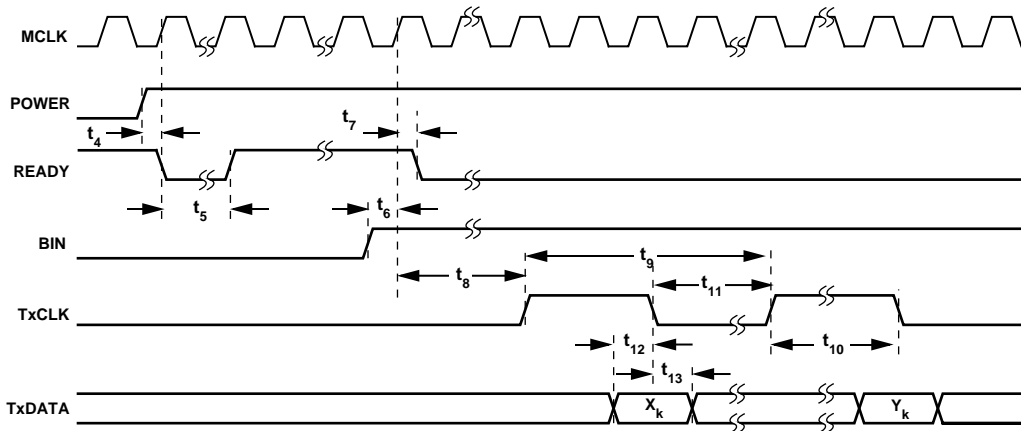 MCLK
POWER
t4
t7
READY
t5
t6
BIN
t9
t8
t11
TxCLK
t12
t10
t13
TxDATA
Xk
Yk